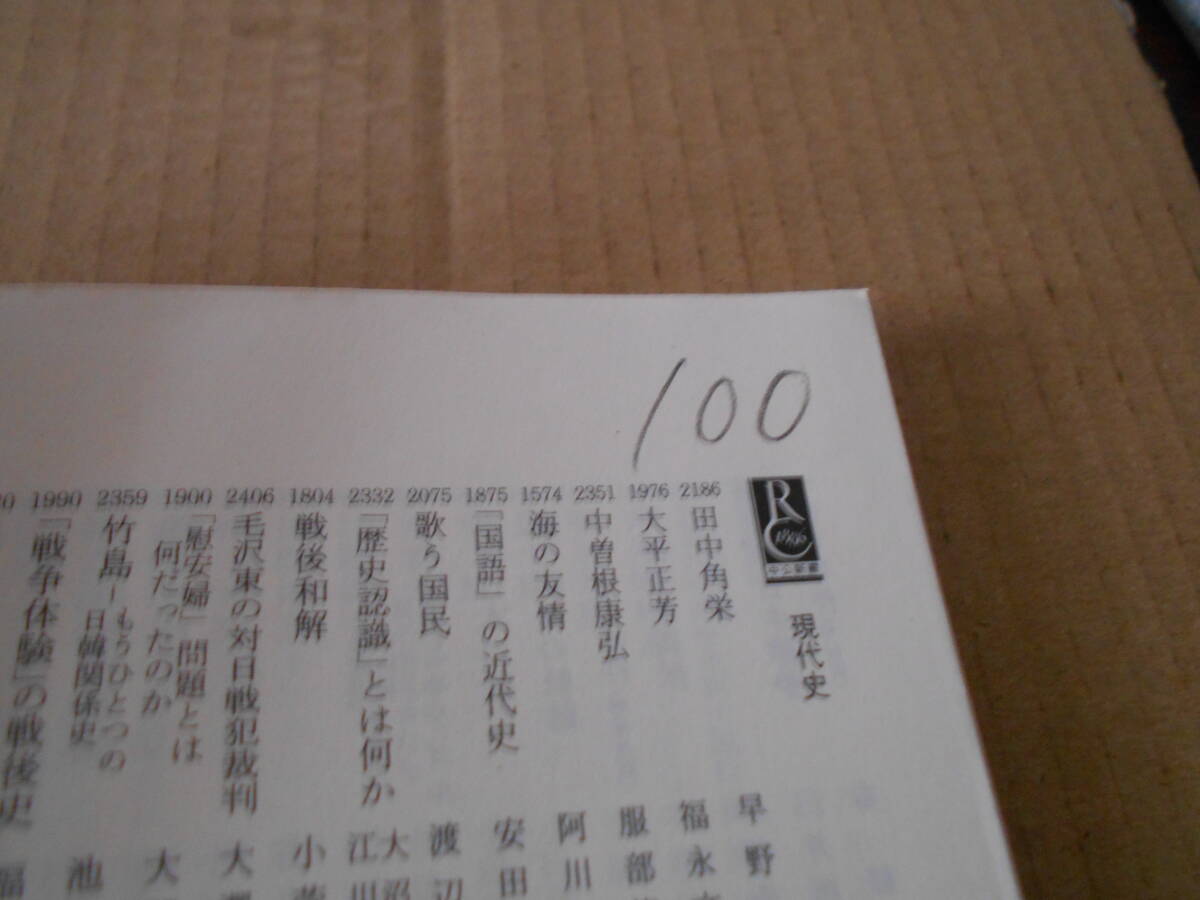 100
RC
1886
中公新書
現代史
2186 田中角栄 早野
1976 大平正芳 福永
2351 中曽根康弘 服部
1574 海の友情 阿川
1875 「国語」の近代史 安田
2075 歌う国民 渡辺
2332 「歴史認識」とは何か 大沼
江川
1804 戦後和解 小菅
2406 毛沢東の対日戦犯裁判 大澤
1900 「慰安婦」問題とは
何だったのか 大
2359 竹島―もうひとつの
日韓関係史 池
1990 「戦争体験」の戦後史 福